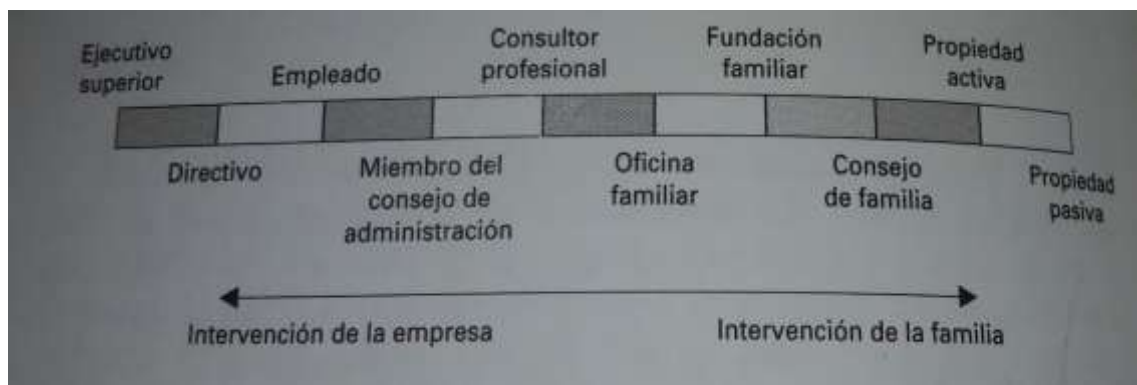 Ejecutivo
superior
Empleado
Consultor
profesional
Fundación
familiar
Propiedad
activa
Directivo
Miembro del
consejo de
administración
Oficina
familiar
Consejo
de familia
Propiedad
pasiva
Intervención de la empresa
Intervención de la familia